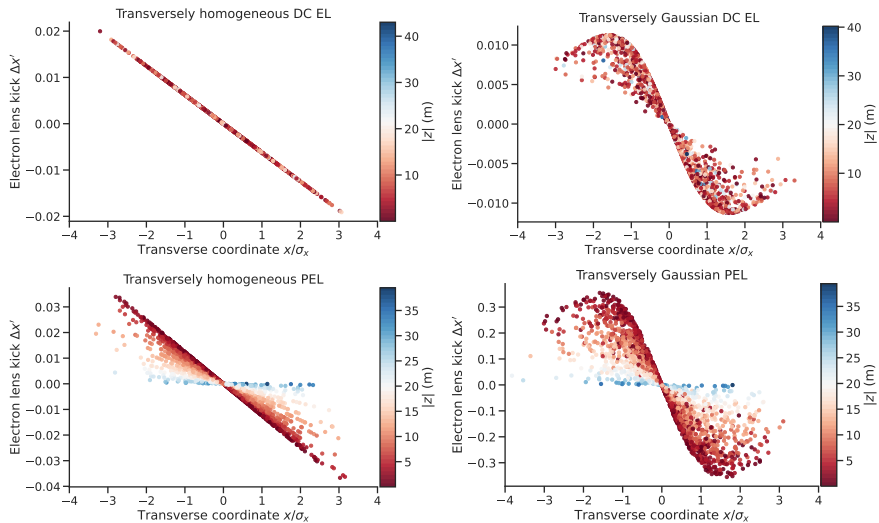 Transversely homogeneous DC EL
0.02
0.01
0.00
−0.01
−0.02
Electron lens kick Δx′
−4 −3 −2 −1 0 1 2 3 4
Transverse coordinate x/σx
40
30
20
10
|z| (m)
Transversely Gaussian DC EL
0.010
0.005
0.000
−0.005
−0.010
Electron lens kick Δx′
−4 −3 −2 −1 0 1 2 3 4
Transverse coordinate x/σx
40
30
20
10
|z| (m)
Transversely homogeneous PEL
0.03
0.02
0.01
0.00
−0.01
−0.02
−0.03
−0.04
Electron lens kick Δx′
−4 −3 −2 −1 0 1 2 3 4
Transverse coordinate x/σx
35
30
25
20
15
10
5
|z| (m)
Transversely Gaussian PEL
0.3
0.2
0.1
0.0
−0.1
−0.2
−0.3
Electron lens kick Δx′
−4 −3 −2 −1 0 1 2 3 4
Transverse coordinate x/σx
35
30
25
20
15
10
5
|z| (m)